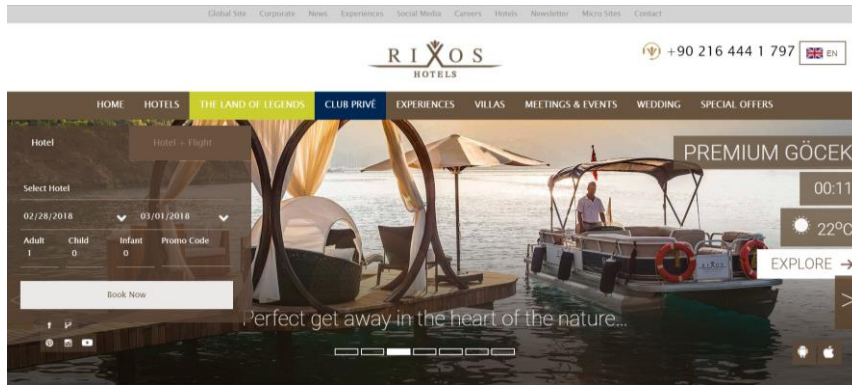 Global Site Corporate News Experiences Social Media Careers Hotels Newsletter Micro Sites Contact
RIXOS
HOTELS
+90 216 444 1 797 EN
HOME HOTELS THE LAND OF LEGENDS CLUB PRIVÉ EXPERIENCES VILLAS MEETINGS & EVENTS WEDDING SPECIAL OFFERS
Hotel Hotel + Flight
PREMIUM GÖCEK
Select Hotel
00:11
02/28/2018 03/01/2018
22ºC
Adult Child Infant Promo Code
1 0 0
EXPLORE
RIXOS
Book Now
Perfect get away in the heart of the nature...